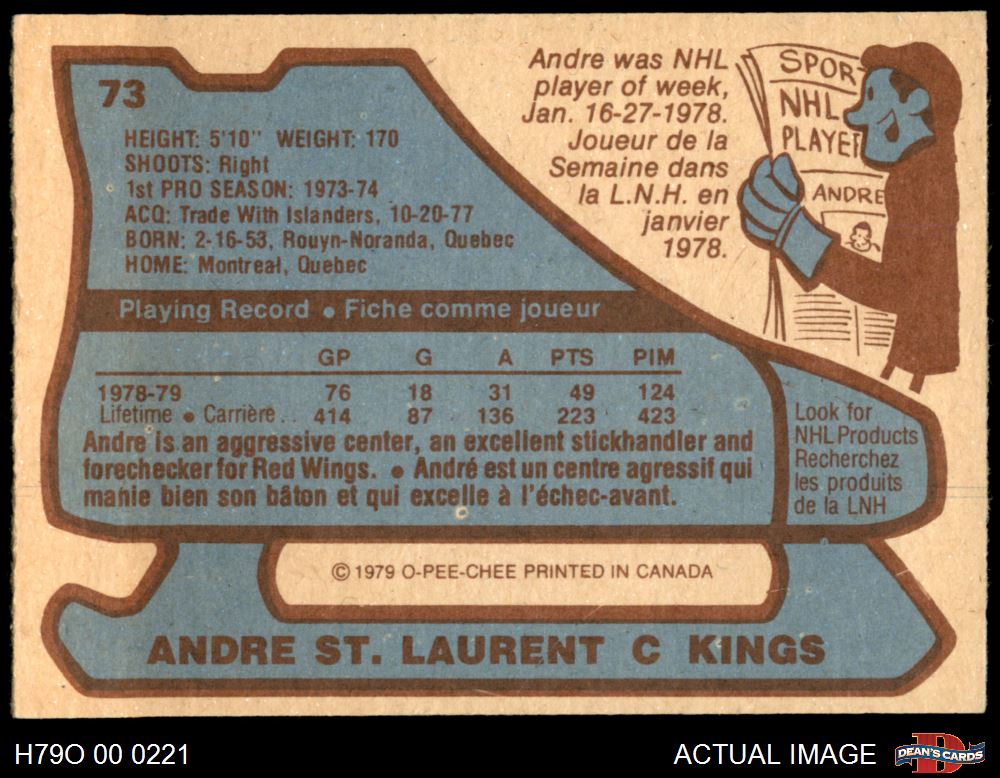 73
HEIGHT: 5'10" WEIGHT: 170
SHOOTS: Right
1st PRO SEASON: 1973-74
ACQ: Trade With Islanders, 10-20-77
BORN: 2-16-53, Rouyn-Noranda, Quebec
HOME: Montreal, Quebec
Andre was NHL
player of week,
Jan. 16-27-1978.
Joueur de la
Semaine dans
la L.N.H. en
janvier
1978.
SPOR
NHL
PLAYE
ANDRE
Playing Record • Fiche comme joueur
GP G A PTS PIM
1978-79 76 18 31 49 124
Lifetime • Carrière.. 414 87 136 223 423
Andre is an aggressive center, an excellent stickhandler and
forechecker for Red Wings. • André est un centre agressif qui
manie bien son bâton et qui excelle à l'échec-avant.
Look for
NHL Products
Recherchez
les produits
de la LNH
© 1979 O-PEE-CHEE PRINTED IN CANADA
ANDRE ST. LAURENT C KINGS
H79O 00 0221
ACTUAL IMAGE
D
DEAN'S CARDS